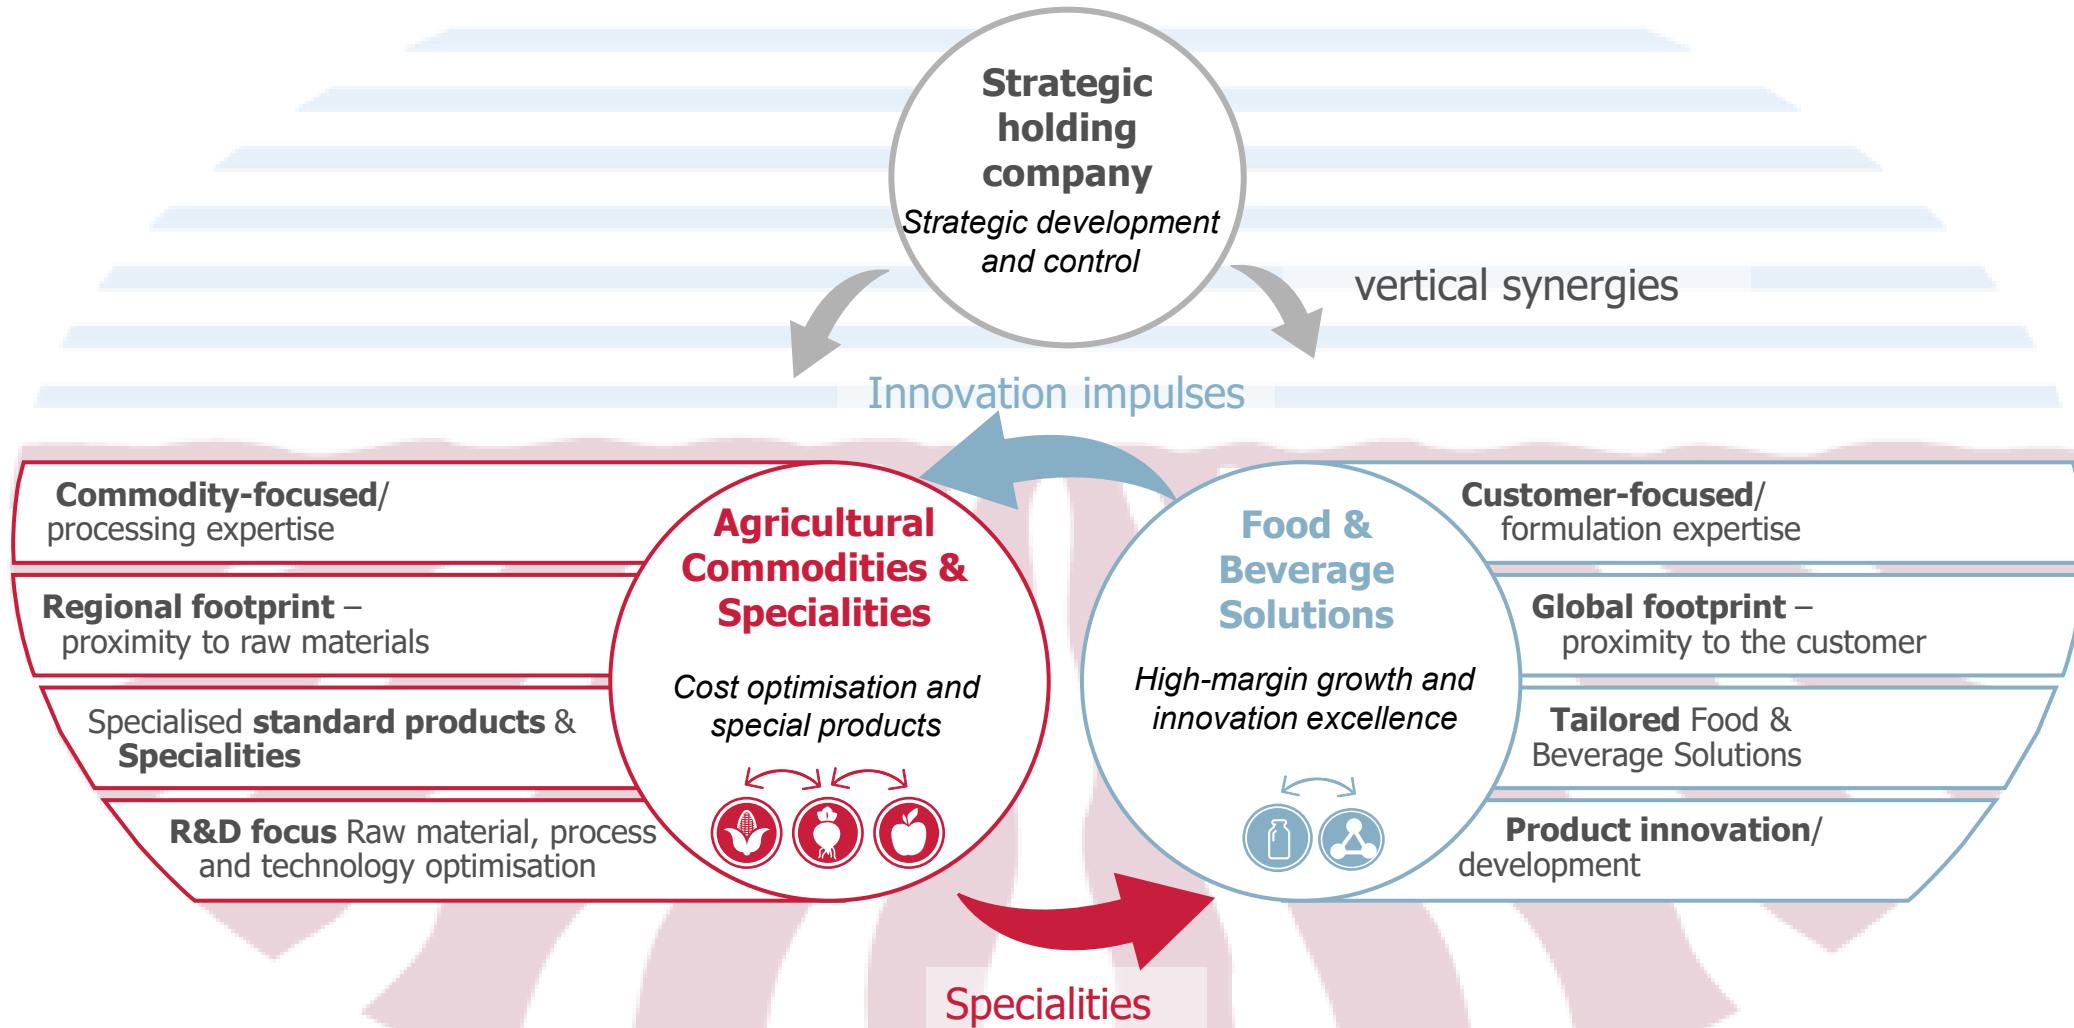 Strategic
holding
company
Strategic development
and control
vertical synergies
Innovation impulses
Commodity-focused/
processing expertise
Regional footprint –
proximity to raw materials
Specialised standard products &
Specialities
R&D focus Raw material, process
and technology optimisation
Agricultural
Commodities &
Specialities
Cost optimisation and
special products
Food &
Beverage
Solutions
High-margin growth and
innovation excellence
Customer-focused/
formulation expertise
Global footprint –
proximity to the customer
Tailored Food &
Beverage Solutions
Product innovation/
development
Specialities